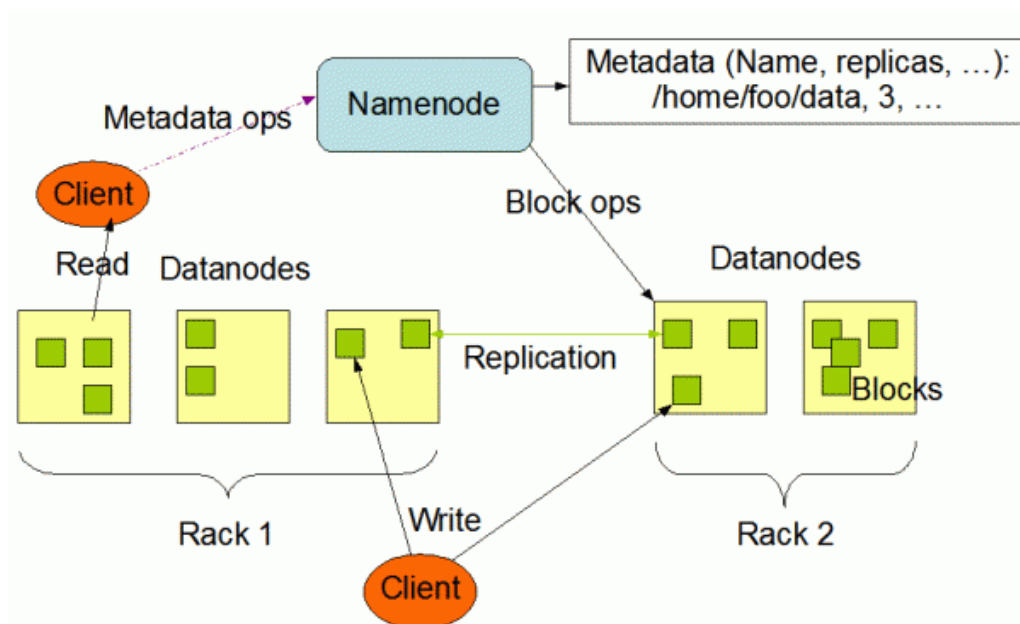 Metadata (Name, replicas, …):
/home/foo/data, 3, …
Namenode
Metadata ops
Client
Block ops
Read
Datanodes
Datanodes
Replication
Blocks
Rack 1
Write
Rack 2
Client